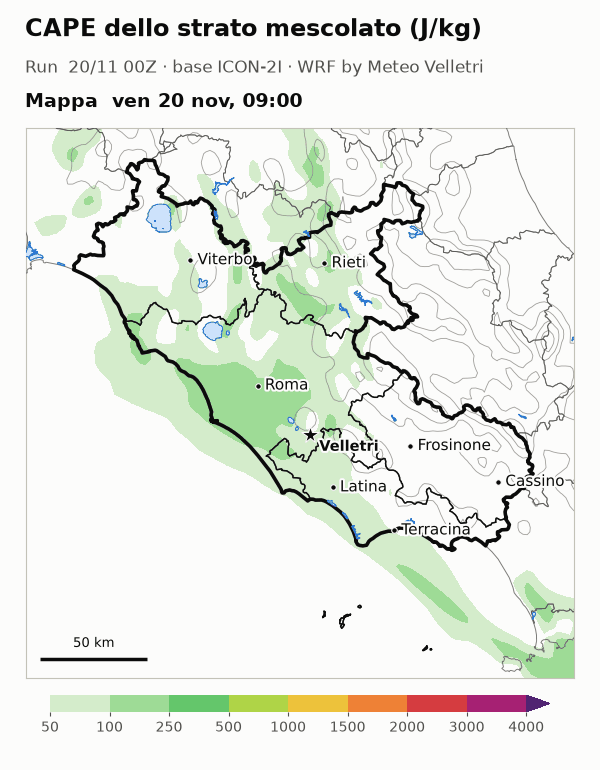 CAPE dello strato mescolato (J/kg)
Run  20/11 00Z · base ICON-2I · WRF by Meteo Velletri
Mappa  ven 20 nov, 09:00
Viterbo
Rieti
Roma
Velletri
Frosinone
Latina
Cassino
Terracina
50 km
50 100 250 500 1000 1500 2000 3000 4000